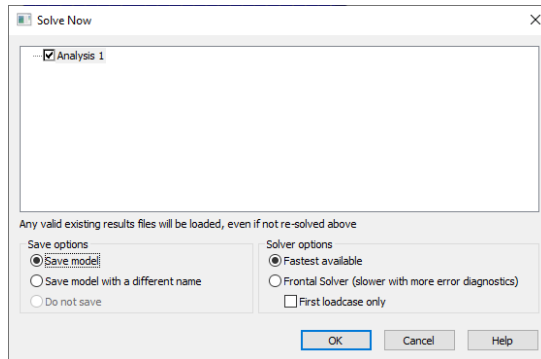 Solve Now
Analysis 1
Any valid existing results files will be loaded, even if not re-solved above
Save options
Save model
Save model with a different name
Do not save
Solver options
Fastest available
Frontal Solver (slower with more error diagnostics)
First loadcase only
OK Cancel Help